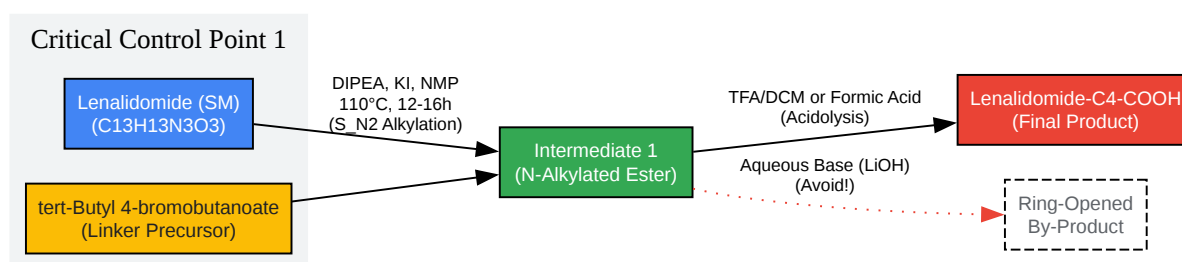 Critical Control Point 1
Lenalidomide (SM)
(C13H13N3O3)
tert-Butyl 4-bromobutanoate
(Linker Precursor)
DIPEA, KI, NMP
110°C, 12-16h
(S_N2 Alkylation)
Intermediate 1
(N-Alkylated Ester)
TFA/DCM or Formic Acid
(Acidolysis)
Aqueous Base (LiOH)
(Avoid!)
Lenalidomide-C4-COOH
(Final Product)
Ring-Opened
By-Product